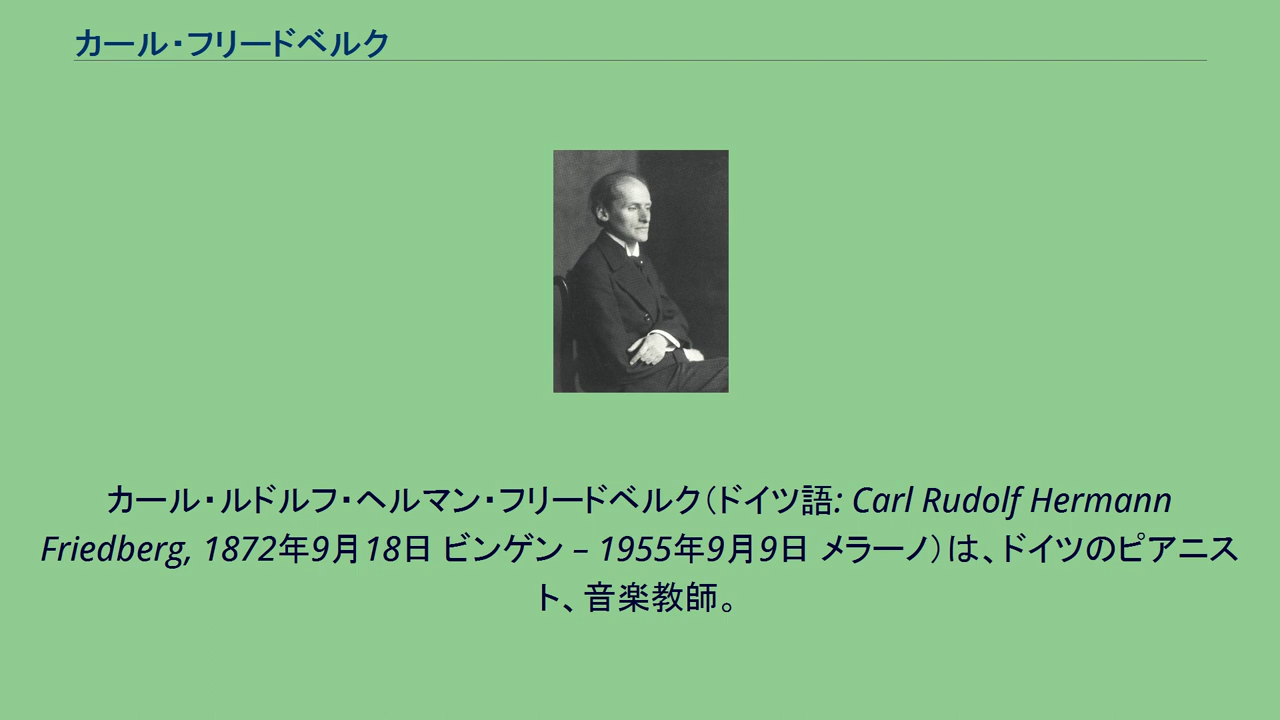 カール・フリードベルク
カール・ルドルフ・ヘルマン・フリードベルク（ドイツ語: Carl Rudolf Hermann
Friedberg, 1872年9月18日 ビンゲン – 1955年9月9日 メラーノ）は、ドイツのピアニス
ト、音楽教師。